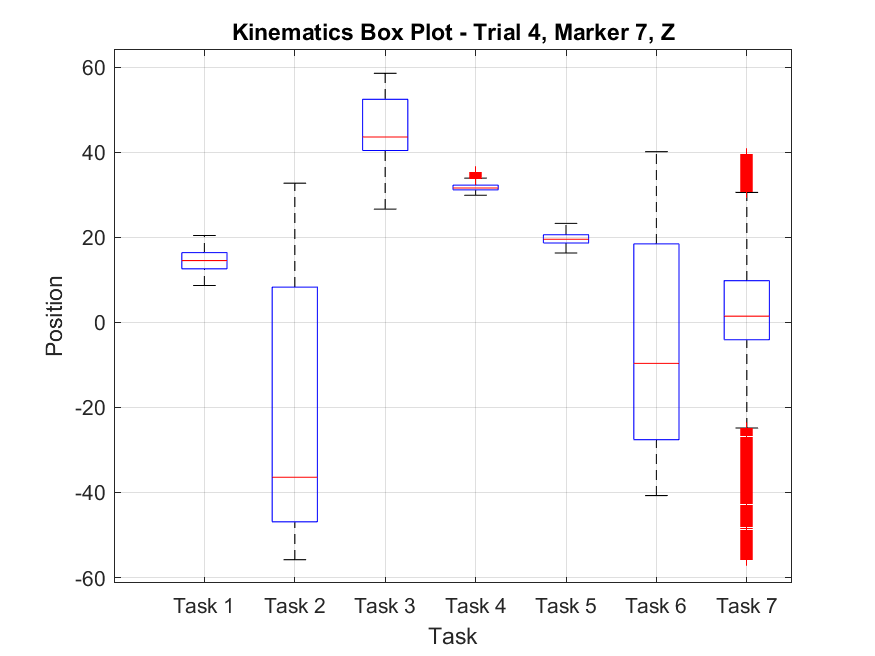 Kinematics Box Plot - Trial 4, Marker 7, Z
60
40
20
0
-20
-40
-60
Position
Task 1 Task 2 Task 3 Task 4 Task 5 Task 6 Task 7
Task